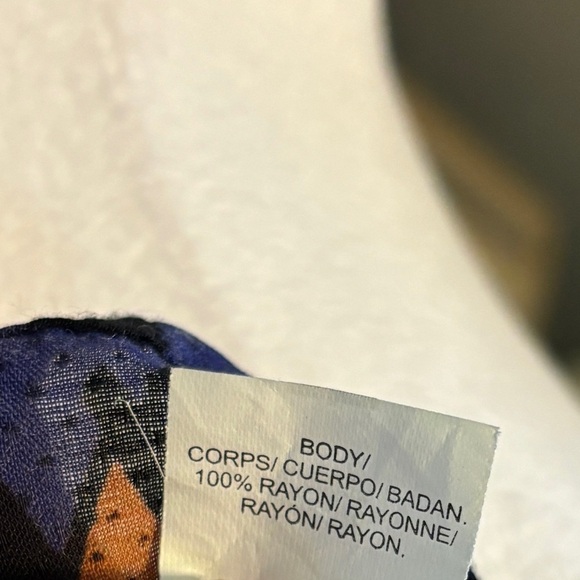 BODY/
CORPS/ CUERPO/ BADAN.
100% RAYON/ RAYONNE/
RAYÓN/ RAYON.